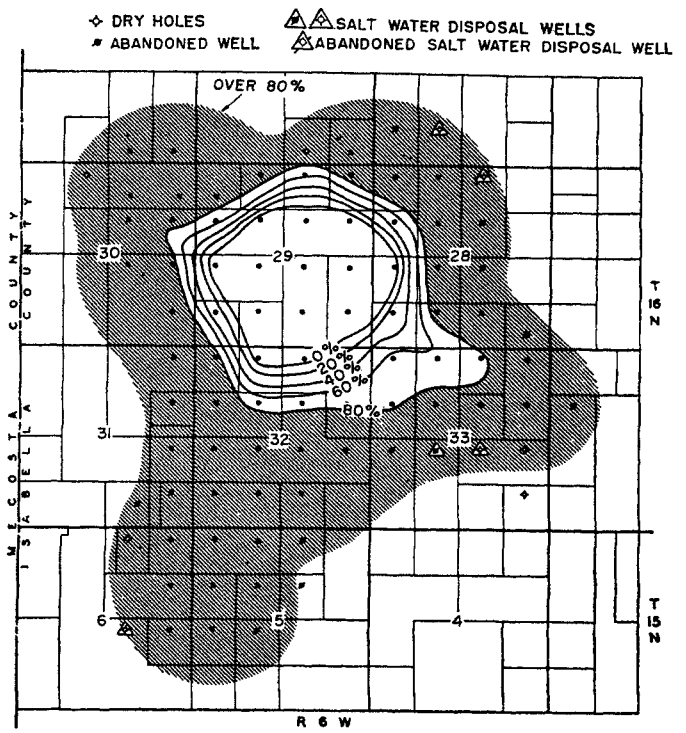 DRY HOLES
SALT WATER DISPOSAL WELLS
ABANDONED WELL
ABANDONED SALT WATER DISPOSAL WELL
OVER 80%
MECOSTA COUNTY
ISABELLA COUNTY
30
29
28
T 16 N
0%
20%
40%
60%
80%
31
32
33
6
5
4
T 15 N
R 6 W